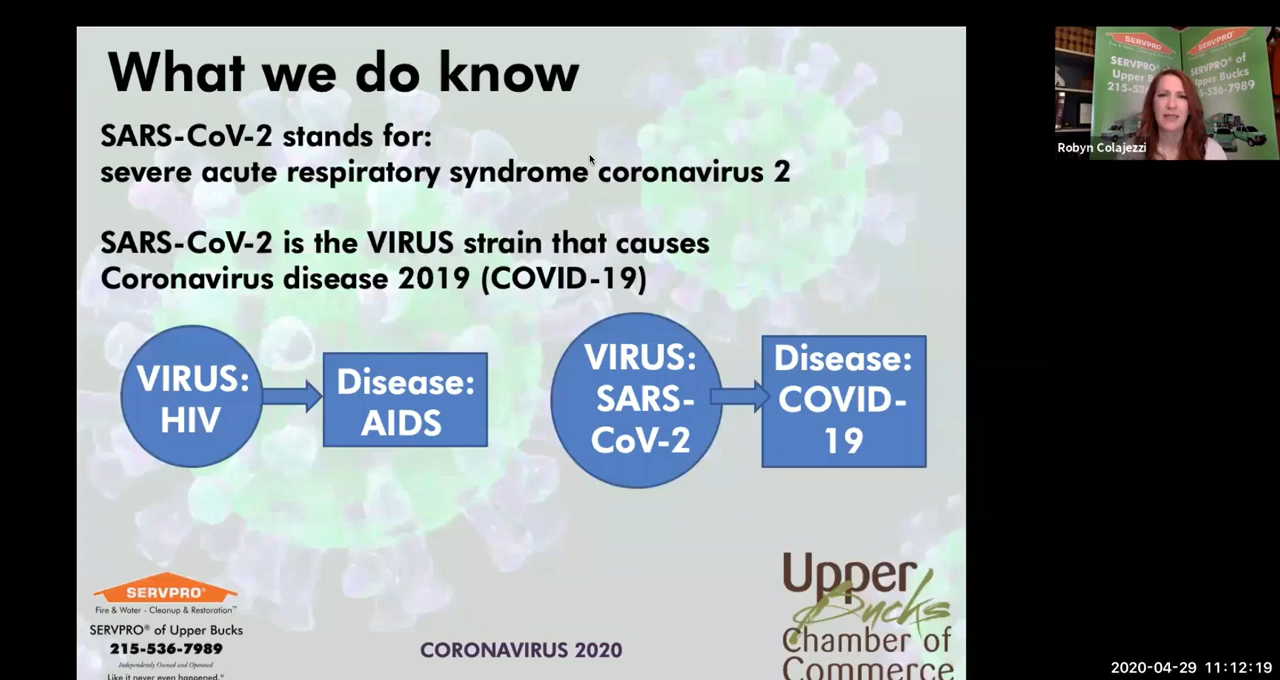 What we do know
SARS-CoV-2 stands for:
severe acute respiratory syndrome coronavirus 2
SARS-CoV-2 is the VIRUS strain that causes
Coronavirus disease 2019 (COVID-19)
VIRUS:
HIV
Disease:
AIDS
VIRUS:
SARS-
CoV-2
Disease:
COVID-
19
SERVPRO®
Fire & Water - Cleanup & Restoration™
SERVPRO® of Upper Bucks
215-536-7989
Independently Owned and Operated
Like it never even happened.®
CORONAVIRUS 2020
Upper
Bucks
Chamber of
Commerce
SERVPRO
SERVPRO
Upper B
215-53
SERVPRO® of
Upper Bucks
5-536-7989
Robyn Colajezzi
2020-04-29 11:12:19